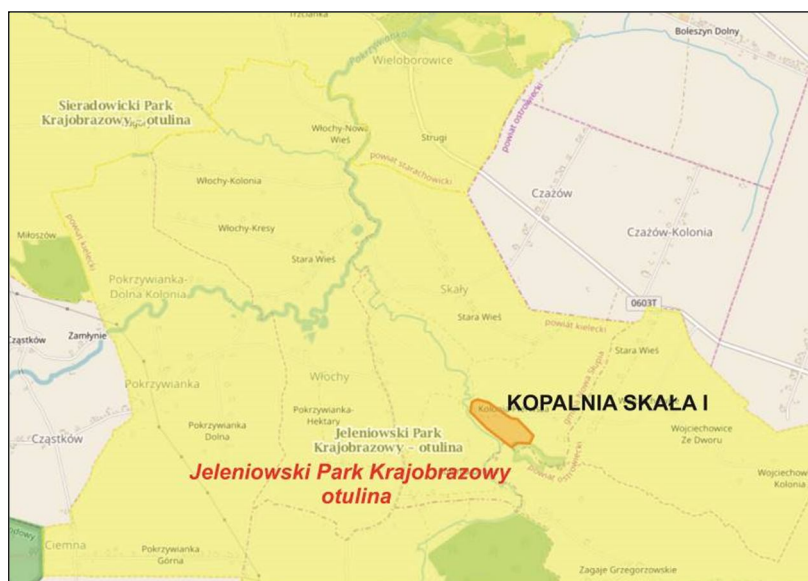 Trzcianka
Boleszyn Dolny
Pokrzywianka
Wieloborowice
powiat ostrowiecki
Sieradowicki Park
Krajobrazowy - otulina
Włochy-Nowa
Wieś
Strugi
powiat starachowicki
Czażów
Włochy-Kolonia
Czażów-Kolonia
Miłoszów
powiat kielecki
Włochy-Kresy
Stara Wieś
Pokrzywianka-
Dolna Kolonia
Skały
0603T
Cząstków
Zamłynie
Stara Wieś
powiat kielecki
Stara Wieś
Pokrzywianka
Włochy
KOPALNIA SKAŁA I
Pokrzywianka-
Hektary
Pokrzywianka
Dolna
Wojciechowice
Ze Dworu
Cząstków
Jeleniowski Park
Krajobrazowy - otulina
Jeleniowski Park Krajobrazowy
otulina
powiat ostrowiecki
Wojciechowice
Kolonia
Ciemna
Pokrzywianka
Górna
Zagaje Grzegorzowskie